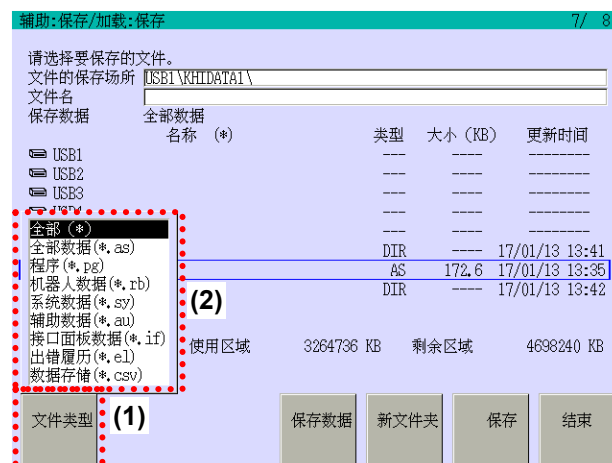 辅助:保存/加载:保存 7/ 8
请选择要保存的文件。
文件的保存场所 USB1\KHIDATA1\
文件名
保存数据 全部数据
名称 (*) 类型 大小 (KB) 更新时间
USB1 --- ---- --------
USB2 --- ---- --------
USB3 --- ---- --------
--- ---- --------
--- ---- --------
DIR ---- 17/01/13 13:41
AS 172.6 17/01/13 13:35
DIR 17/01/13 13:42
全部 (*)
全部数据(*.as)
程序(*.pg)
机器人数据(*.rb)
系统数据(*.sy)
辅助数据(*.au)
接口面板数据(*.if)
出错履历(*.el)
数据存储(*.csv)
(2)
使用区域 3264736 KB 剩余区域 4698240 KB
文件类型 (1) 保存数据 新文件夹 保存 结束